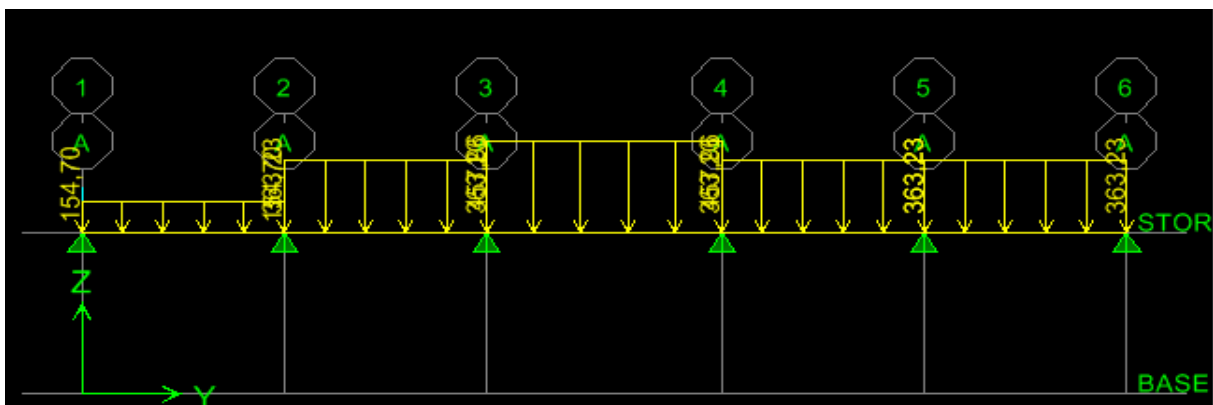 1 2 3 4 5 6
A A A A A A
154,70
363,23
363,23
STOR
Z
Y
BASE